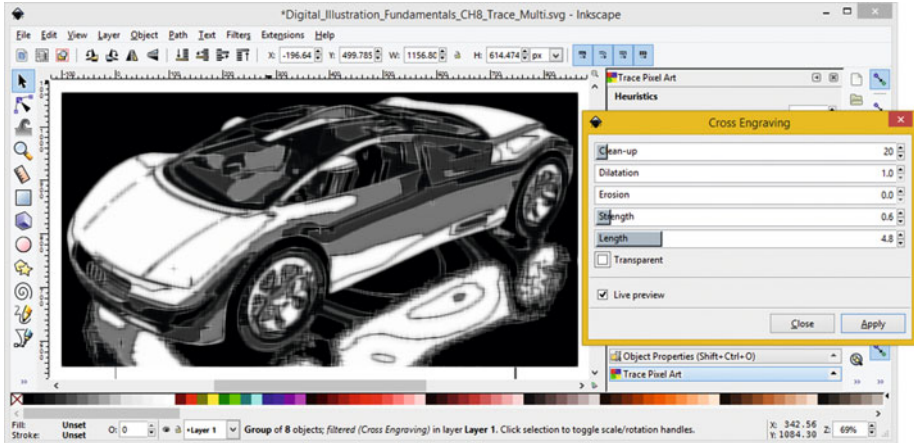 *Digital_Illustration_Fundamentals_CH8_Trace_Multi.svg - Inkscape
File Edit View Layer Object Path Text Filters Extensions Help
X: -196.64 Y: 499.785 W: 1156.80 H: 614.474 px
Trace Pixel Art
Heuristics
Cross Engraving
Clean-up 20
Dilatation 1.0
Erosion 0.0
Strength 0.6
Length 4.8
Transparent
Live preview
Close Apply
Object Properties (Shift+Ctrl+O)
Trace Pixel Art
Fill: Unset
Stroke: Unset
O: 0
•Layer 1
Group of 8 objects; filtered (Cross Engraving) in layer Layer 1. Click selection to toggle scale/rotation handles.
X: 342.56
Y: 1084.30
Z: 69%